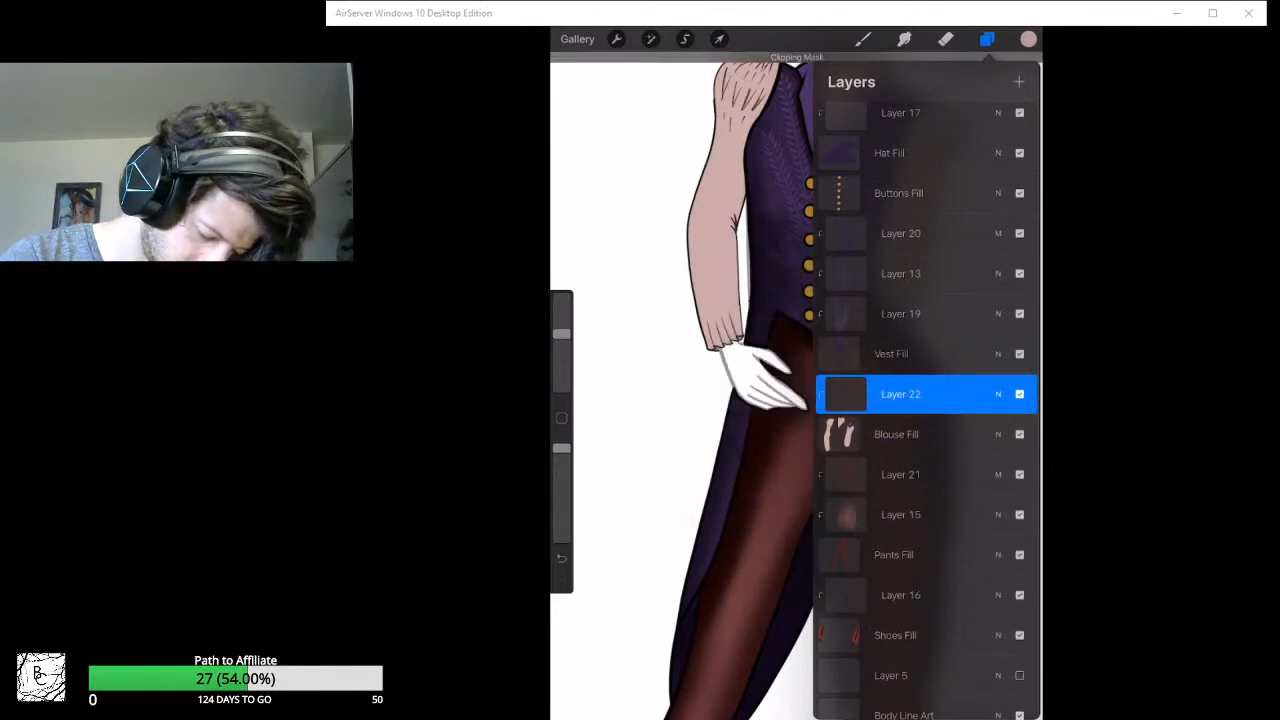 AirServer Windows 10 Desktop Edition
Gallery
Clipping Mask
Layers
Layer 17 N
Hat Fill N
Buttons Fill N
Layer 20 M
Layer 13 N
Layer 19 N
Vest Fill N
Layer 22 N
Blouse Fill N
Layer 21 M
Layer 15 N
Pants Fill N
Layer 16 N
Shoes Fill N
Layer 5 N
Body Line Art N
Path to Affiliate
27 (54.00%)
0 124 DAYS TO GO 50